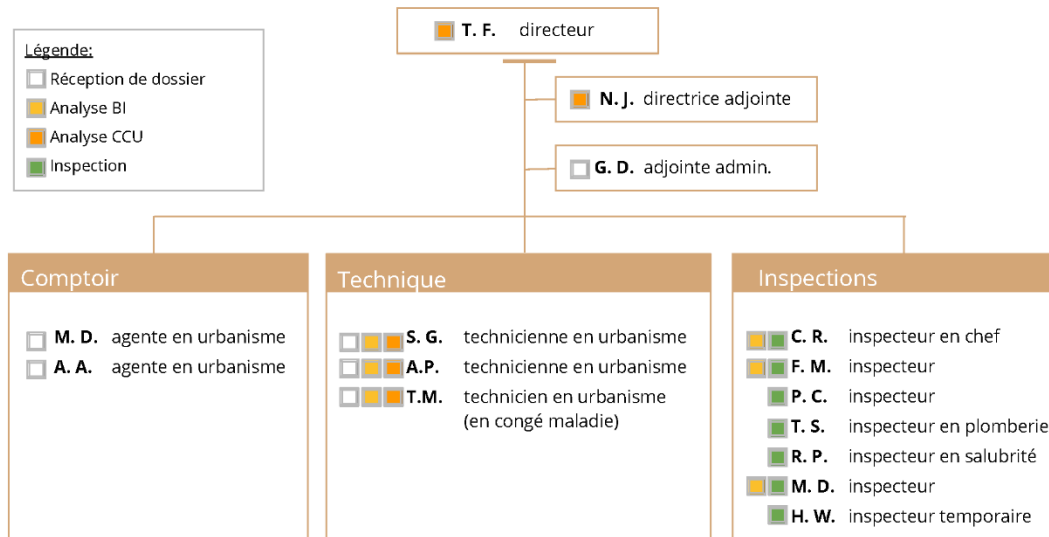 T. F. directeur
Légende:
Réception de dossier
Analyse BI
Analyse CCU
Inspection
N. J. directrice adjointe
G. D. adjointe admin.
Comptoir
M. D. agente en urbanisme
A. A. agente en urbanisme
Technique
S. G. technicienne en urbanisme
A.P. technicienne en urbanisme
T.M. technicien en urbanisme
(en congé maladie)
Inspections
C. R. inspecteur en chef
F. M. inspecteur
P. C. inspecteur
T. S. inspecteur en plomberie
R. P. inspecteur en salubrité
M. D. inspecteur
H. W. inspecteur temporaire